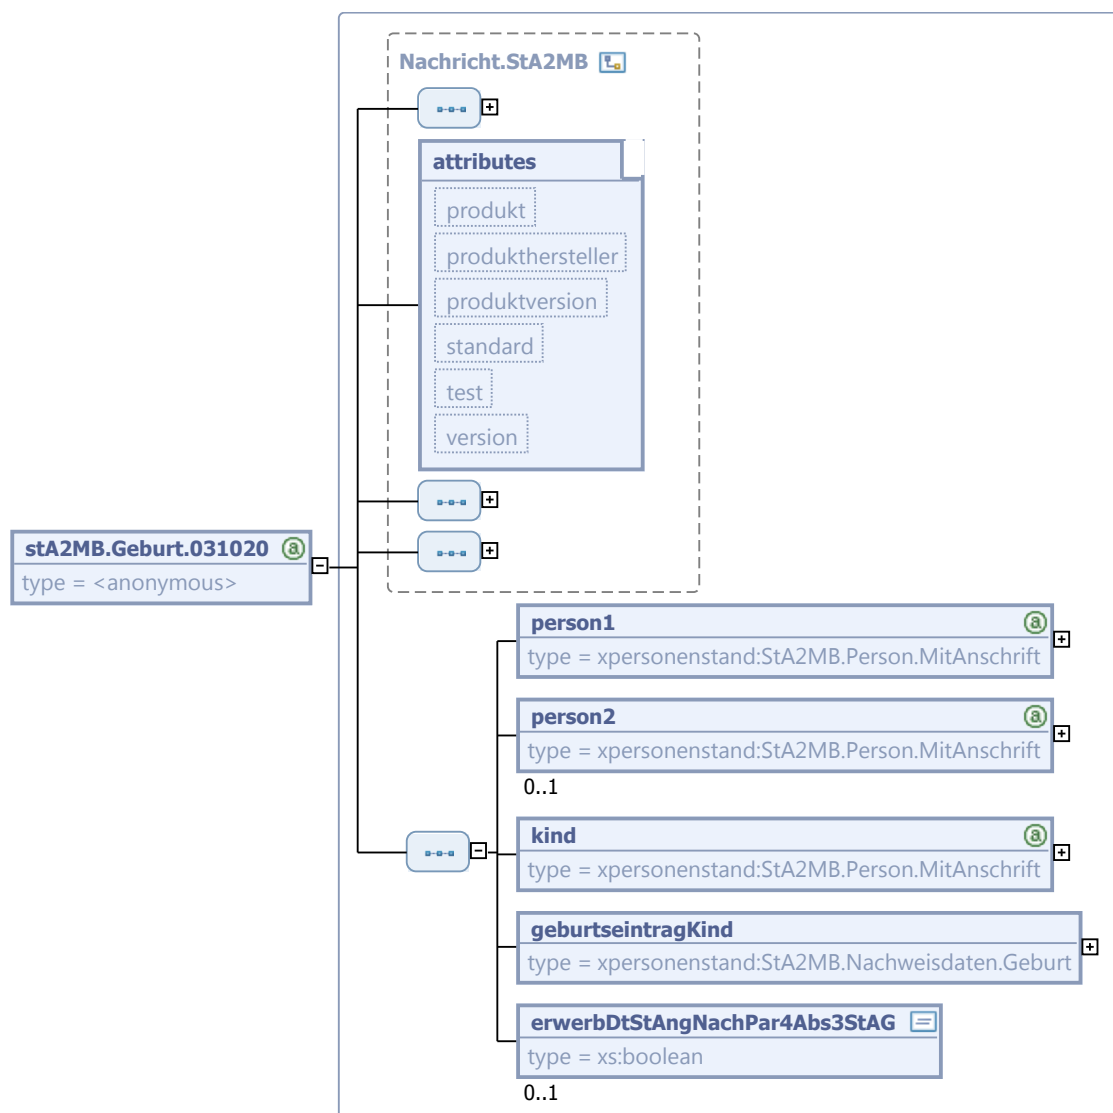 Nachricht.StA2MB
attributes
produkt
produkthersteller
produktversion
standard
test
version
stA2MB.Geburt.031020 a
type = <anonymous>
person1 a
type = xpersonenstand:StA2MB.Person.MitAnschrift
person2 a
type = xpersonenstand:StA2MB.Person.MitAnschrift
0..1
kind a
type = xpersonenstand:StA2MB.Person.MitAnschrift
geburtseintragKind
type = xpersonenstand:StA2MB.Nachweisdaten.Geburt
erwerbDtStAngNachPar4Abs3StAG
type = xs:boolean
0..1